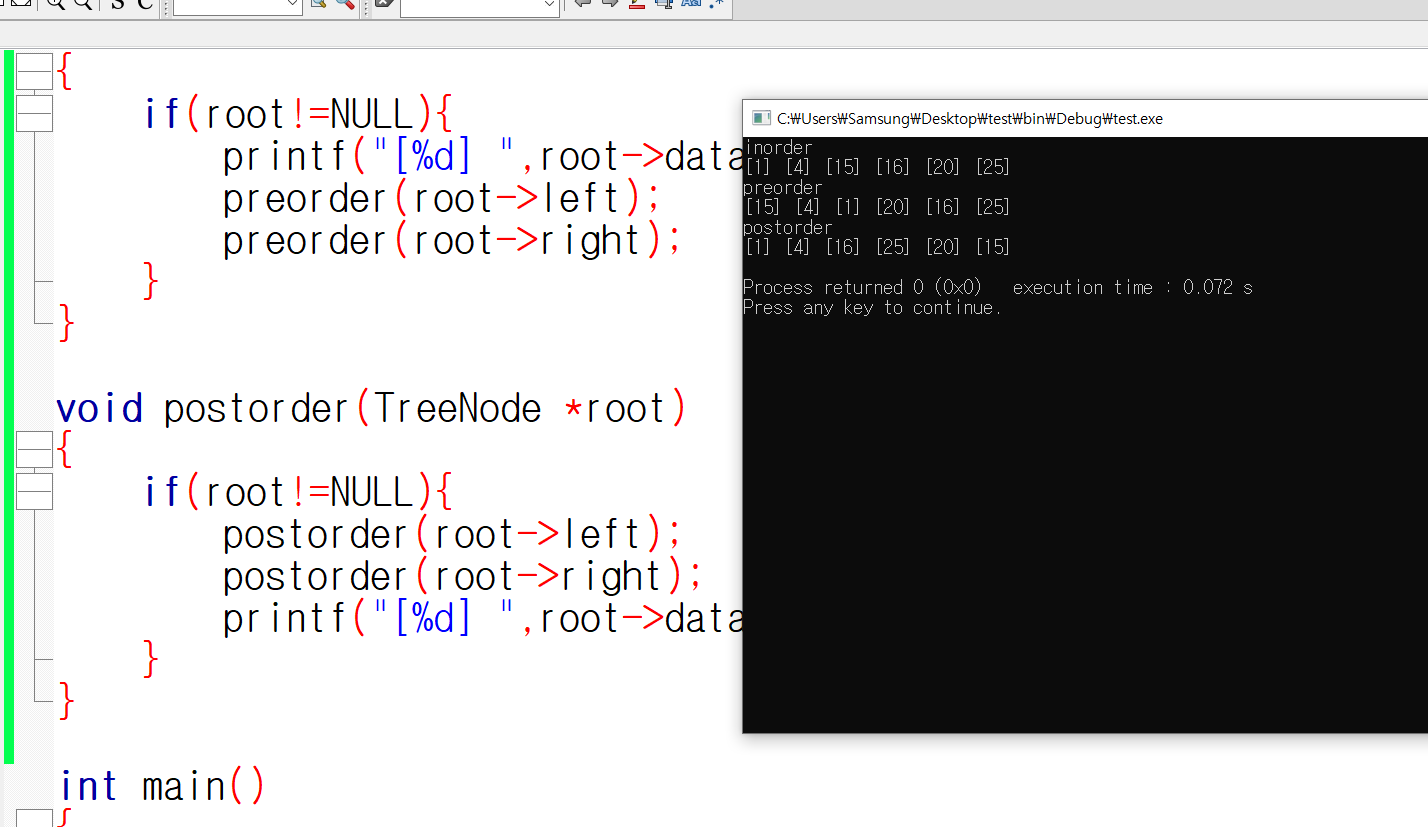 {
if(root!=NULL){
printf("[%d] ",root->data
preorder(root->left);
preorder(root->right);
}
}
void postorder(TreeNode *root)
{
if(root!=NULL){
postorder(root->left);
postorder(root->right);
printf("[%d] ",root->data
}
}
int main()
{
C:₩Users₩Samsung₩Desktop₩test₩bin₩Debug₩test.exe
inorder
[1] [4] [15] [16] [20] [25]
preorder
[15] [4] [1] [20] [16] [25]
postorder
[1] [4] [16] [25] [20] [15]
Process returned 0 (0x0)   execution time : 0.072 s
Press any key to continue.